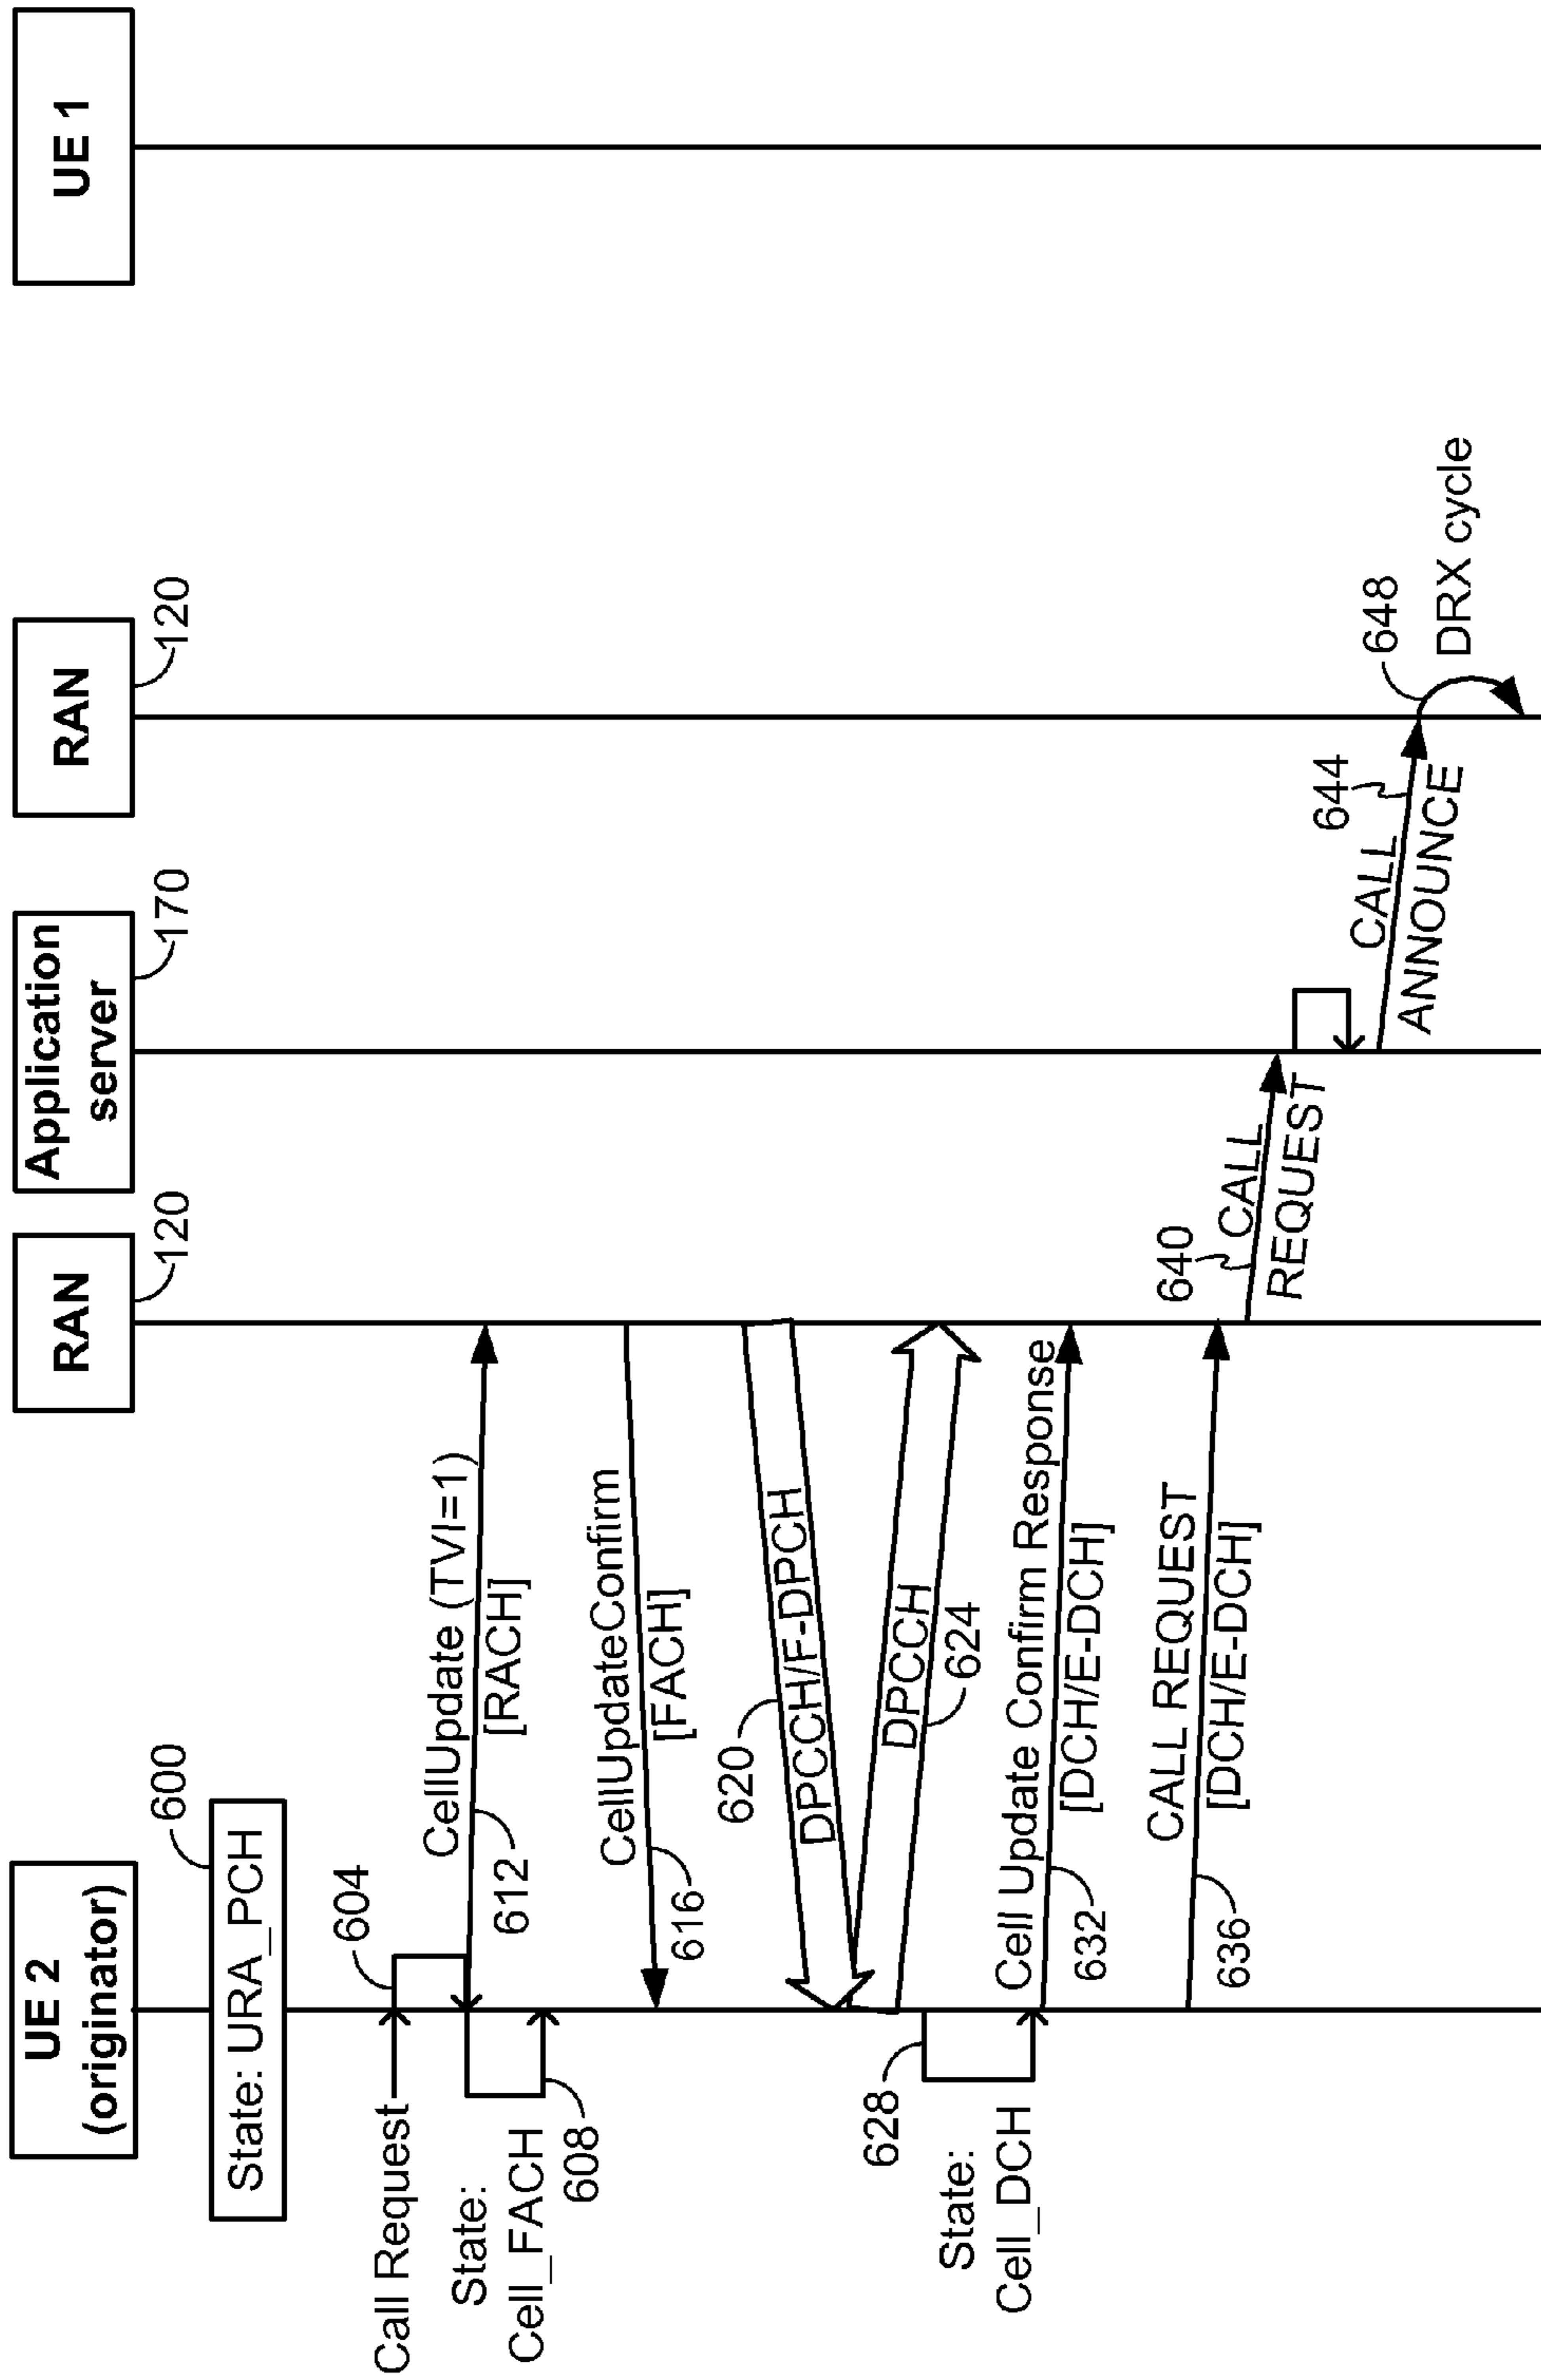 UE 2
(originator)
RAN
120
Application
server
170
RAN
120
UE 1
State: URA_PCH
600
Call Request
604
State:
Cell_FACH
608
CellUpdate (TVI=1)
[RACH]
612
CellUpdateConfirm
[FACH]
616
620
DPCCH/F-DPCH
DPCCH
624
628
State:
Cell_DCH
Cell Update Confirm Response
[DCH/E-DCH]
632
CALL REQUEST
[DCH/E-DCH]
636
640
CALL
REQUEST
644
CALL
ANNOUNCE
648
DRX cycle